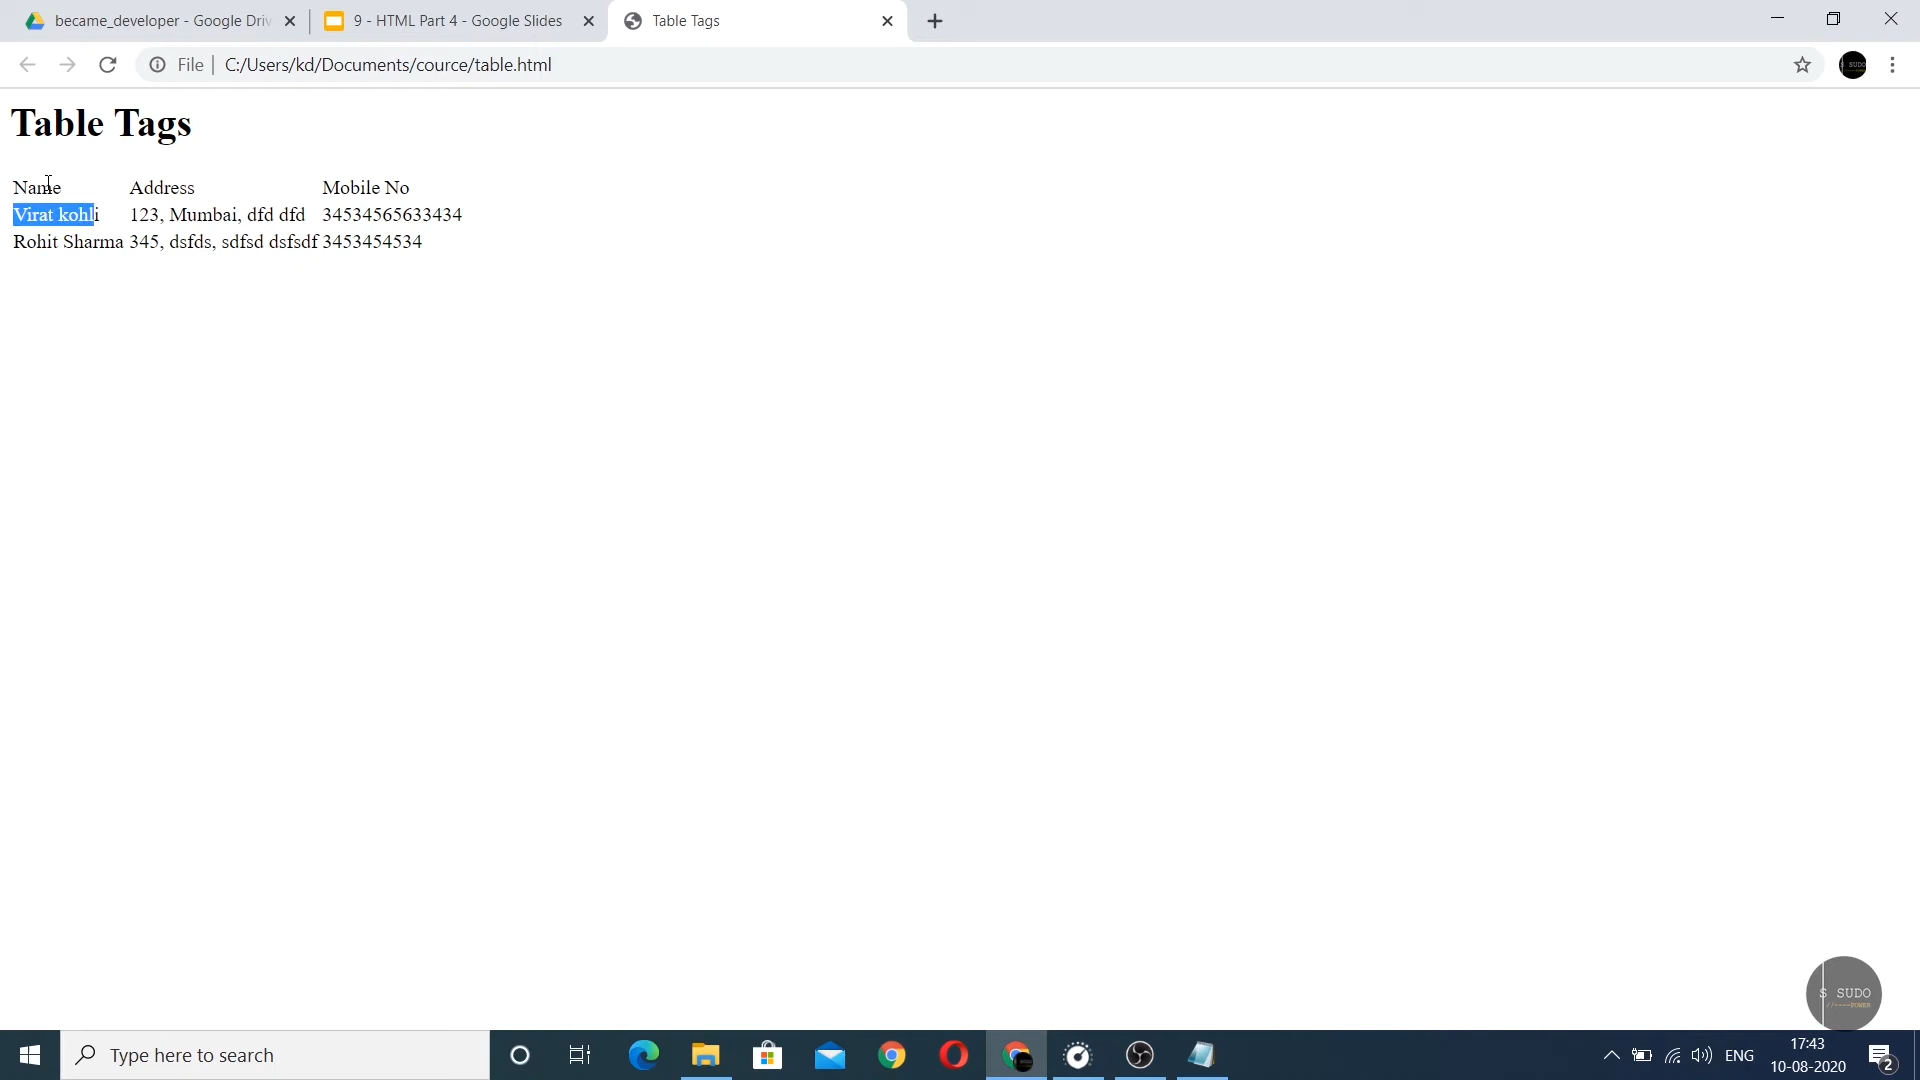 became_developer - Google Driv
9 - HTML Part 4 - Google Slides
Table Tags
File
C:/Users/kd/Documents/cource/table.html
$ SUDO
Table Tags
Name Address Mobile No
Virat kohli 123, Mumbai, dfd dfd 34534565633434
Rohit Sharma 345, dsfds, sdfsd dsfsdf 3453454534
$ SUDO
//----POWER
Type here to search
ENG
17:43
10-08-2020
2